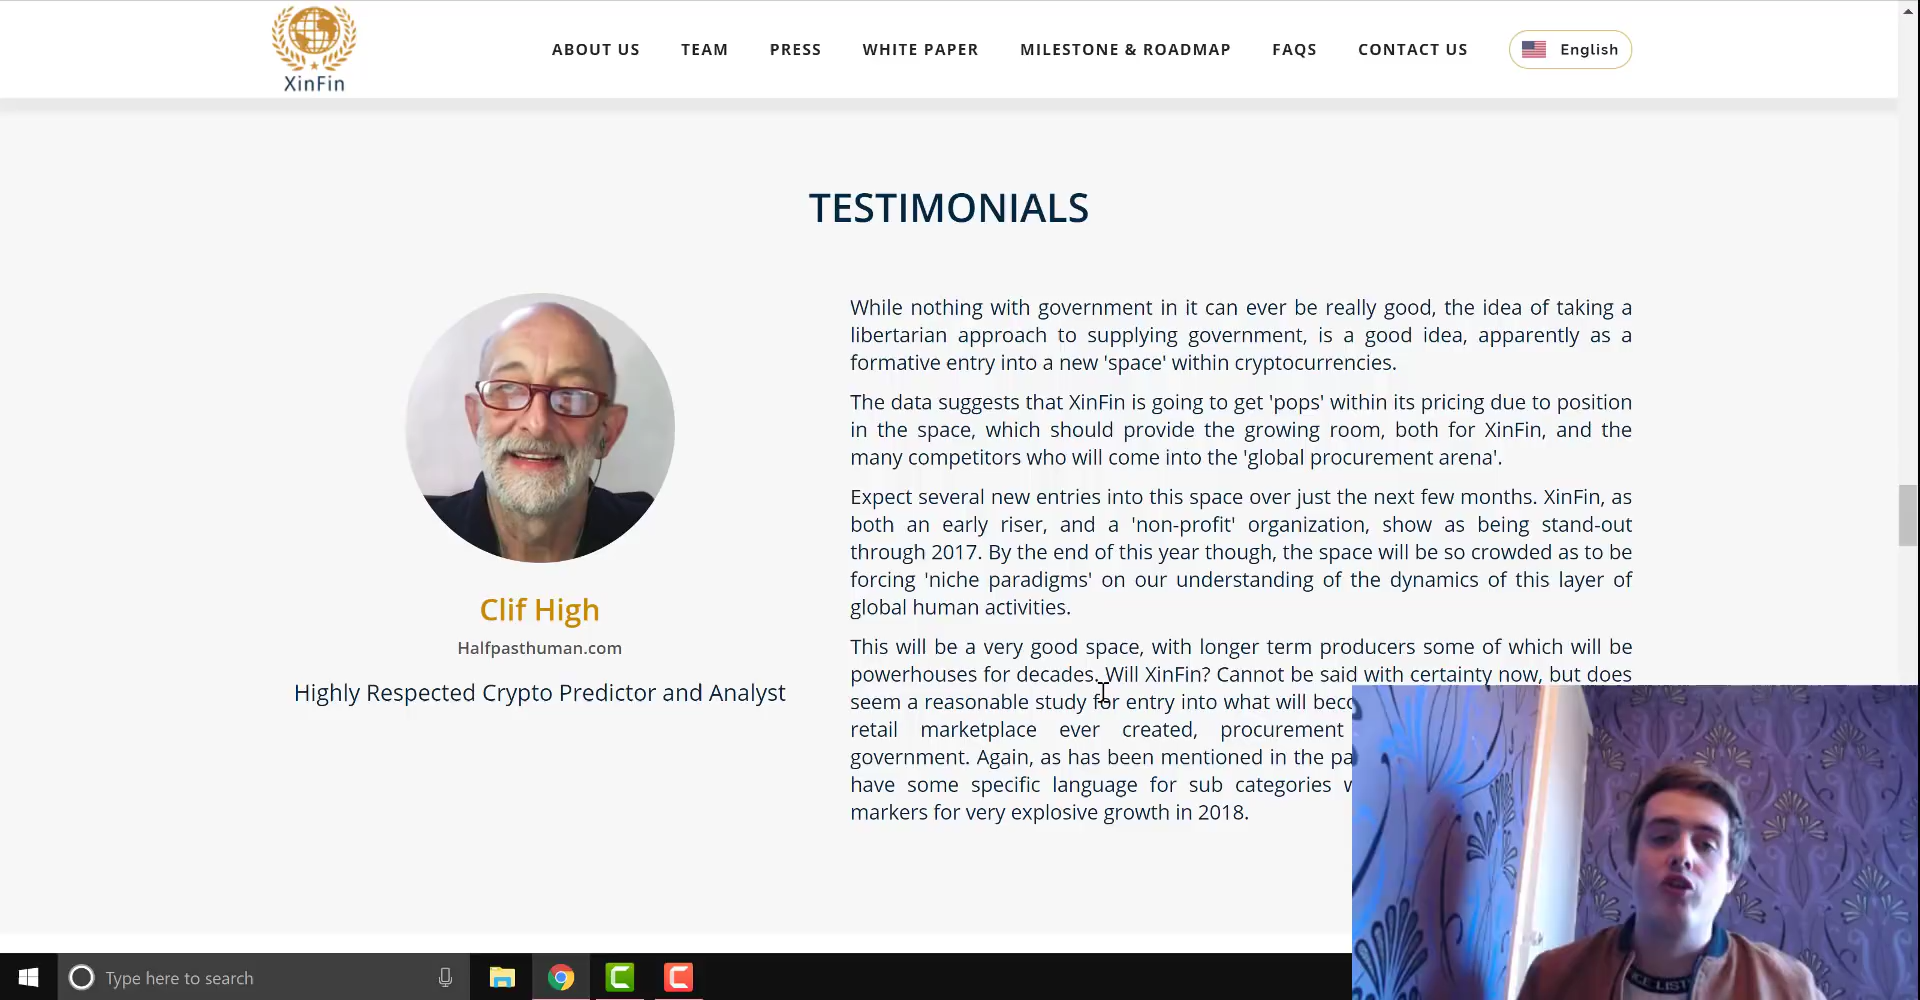 XinFin
ABOUT US
TEAM
PRESS
WHITE PAPER
MILESTONE & ROADMAP
FAQS
CONTACT US
English
TESTIMONIALS
Clif High
Halfpasthuman.com
Highly Respected Crypto Predictor and Analyst
While nothing with government in it can ever be really good, the idea of taking a
libertarian approach to supplying government, is a good idea, apparently as a
formative entry into a new 'space' within cryptocurrencies.
The data suggests that XinFin is going to get 'pops' within its pricing due to position
in the space, which should provide the growing room, both for XinFin, and the
many competitors who will come into the 'global procurement arena'.
Expect several new entries into this space over just the next few months. XinFin, as
both an early riser, and a 'non-profit' organization, show as being stand-out
through 2017. By the end of this year though, the space will be so crowded as to be
forcing 'niche paradigms' on our understanding of the dynamics of this layer of
global human activities.
This will be a very good space, with longer term producers some of which will be
powerhouses for decades. Will XinFin? Cannot be said with certainty now, but does
seem a reasonable study for entry into what will
retail marketplace ever created, procurement
government. Again, as has been mentioned in the
have some specific language for sub categories
markers for very explosive growth in 2018.
Type here to search